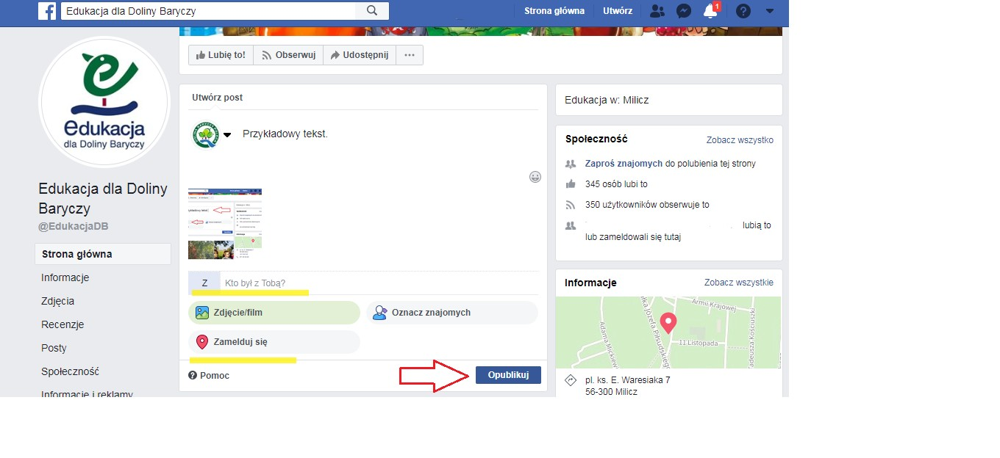 Edukacja dla Doliny Baryczy
Strona główna
Utwórz
1
Lubię to!
Obserwuj
Udostępnij
edukacja
dla Doliny Baryczy
Edukacja dla Doliny
Baryczy
@EdukacjaDB
Strona główna
Informacje
Zdjęcia
Recenzje
Posty
Społeczność
Informacje i reklamy
Utwórz post
Przykładowy tekst.
Z
Kto był z Tobą?
Zdjęcie/film
Oznacz znajomych
Zamelduj się
Pomoc
Opublikuj
Edukacja w: Milicz
Społeczność
Zobacz wszystko
Zaproś znajomych do polubienia tej strony
345 osób lubi to
350 użytkowników obserwuje to
lubią to
lub zameldowali się tutaj
Informacje
Zobacz wszystkie
Armii Krajowej
Józefa Piłsudskiego
11 Listopada
Adama Mickiew
Tadeusza Kościuszki
pl. ks. E. Waresiaka 7
56-300 Milicz